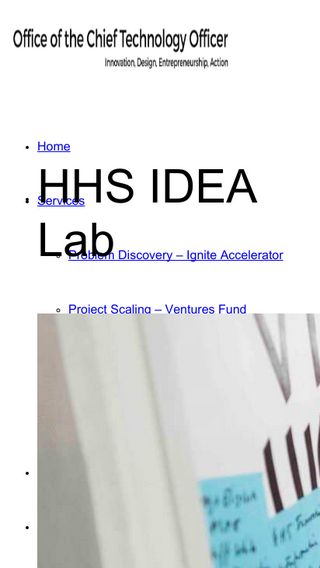 Office of the Chief Technology Officer
Innovation, Design, Entrepreneurship, Action
Home
HHS IDEA
Services
Lab
Problem Discovery – Ignite Accelerator
Project Scaling – Ventures Fund